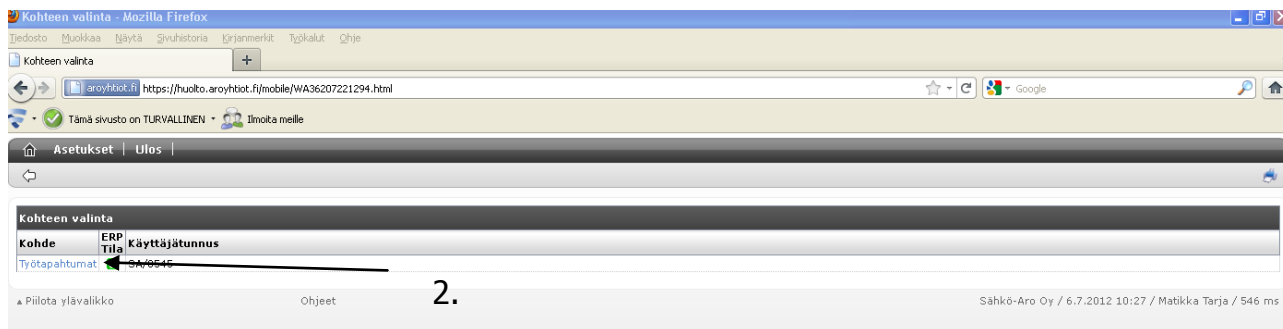 Kohteen valinta - Mozilla Firefox
Tiedosto Muokkaa Näytä Sivuhistoria Kirjanmerkit Työkalut Ohje
Kohteen valinta
aroyhtiot.fi https://huolto.aroyhtiot.fi/mobile/WA36207221294.html Google
Tämä sivusto on TURVALLINEN Ilmoita meille
Asetukset | Ulos |
Kohteen valinta
Kohde ERP Tila Käyttäjätunnus
Työtapahtumat SA/0545
2.
Piilota ylävalikko Ohjeet Sähkö-Aro Oy / 6.7.2012 10:27 / Matikka Tarja / 546 ms